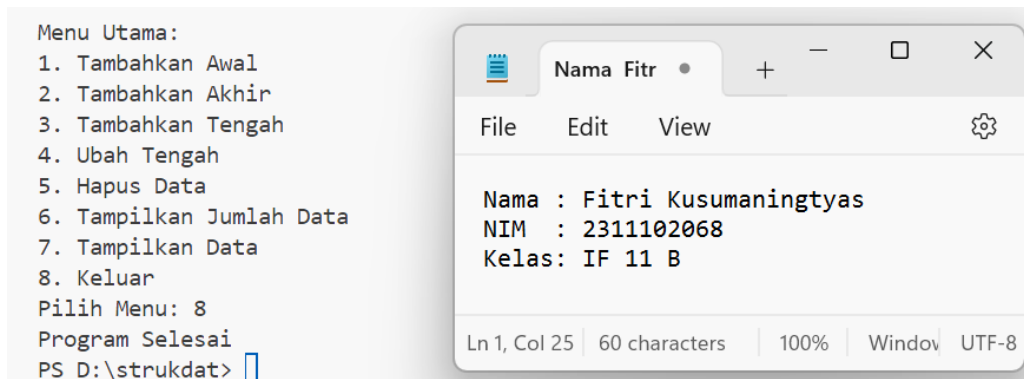 Menu Utama:
1. Tambahkan Awal
2. Tambahkan Akhir
3. Tambahkan Tengah
4. Ubah Tengah
5. Hapus Data
6. Tampilkan Jumlah Data
7. Tampilkan Data
8. Keluar
Pilih Menu: 8
Program Selesai
PS D:\strukdat>
Nama Fitr
File Edit View
Nama : Fitri Kusumaningtyas
NIM : 2311102068
Kelas: IF 11 B
Ln 1, Col 25 60 characters 100% Window UTF-8